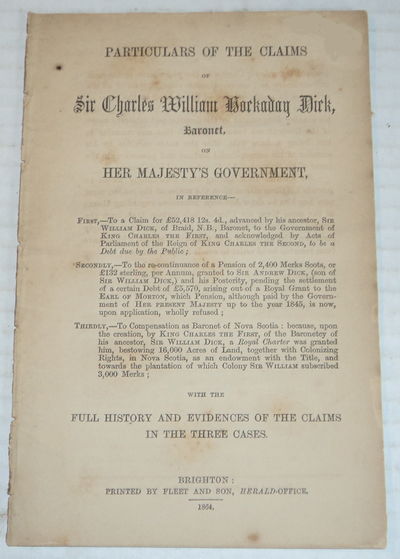 PARTICULARS OF THE CLAIMS
OF
Sir Charles William Hockaday Dick,
Baronet,
ON
HER MAJESTY'S GOVERNMENT,
IN REFERENCE—
FIRST,—To a Claim for £52,418 12s. 4d., advanced by his ancestor, SIR
WILLIAM DICK, of Braid, N.B., Baronet, to the Government of
KING CHARLES THE FIRST, and acknowledged by Acts of
Parliament of the Reign of KING CHARLES THE SECOND, to be a
Debt due by the Public;
SECONDLY,—To the re-continuance of a Pension of 2,400 Merks Scots, or
£132 sterling, per Annum, granted to SIR ANDREW DICK, (son of
SIR WILLIAM DICK,) and his Posterity, pending the settlement
of a certain Debt of £5,570, arising out of a Royal Grant to the
EARL OF MORTON, which Pension, although paid by the Govern-
ment of HER PRESENT MAJESTY up to the year 1845, is now,
upon application, wholly refused;
THIRDLY,—To Compensation as Baronet of Nova Scotia: because, upon
the creation, by KING CHARLES THE FIRST, of the Baronetcy of
his ancestor, SIR WILLIAM DICK, a Royal Charter was granted
him, bestowing 16,000 Acres of Land, together with Colonizing
Rights, in Nova Scotia, as an endowment with the Title, and
towards the plantation of which Colony SIR WILLIAM subscribed
3,000 Merks;
WITH THE
FULL HISTORY AND EVIDENCES OF THE CLAIMS
IN THE THREE CASES.
BRIGHTON:
PRINTED BY FLEET AND SON, HERALD-OFFICE.
1864.